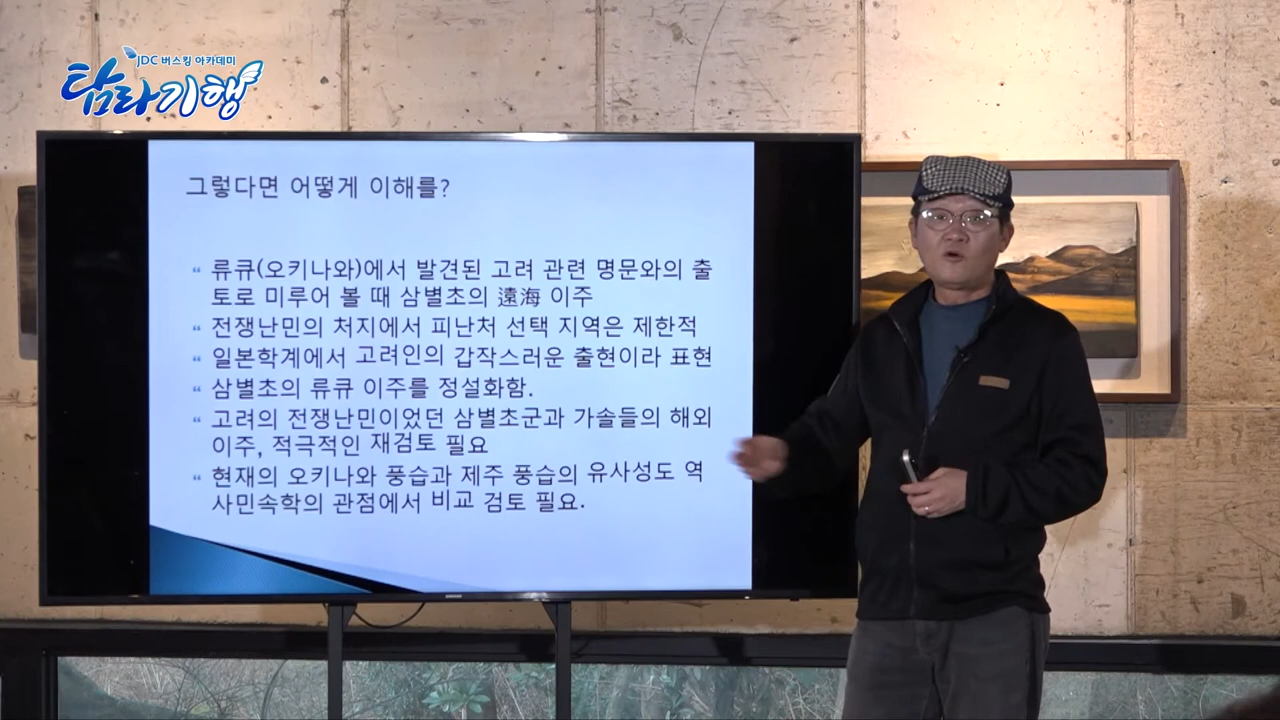 JDC 버스킹 아카데미
탐라기행
그렇다면 어떻게 이해를?
“ 류큐(오키나와)에서 발견된 고려 관련 명문와의 출
토로 미루어 볼 때 삼별초의 遠海 이주
“ 전쟁난민의 처지에서 피난처 선택 지역은 제한적
“ 일본학계에서 고려인의 갑작스러운 출현이라 표현
“ 삼별초의 류큐 이주를 정설화함.
“ 고려의 전쟁난민이었던 삼별초군과 가솔들의 해외
이주, 적극적인 재검토 필요
“ 현재의 오키나와 풍습과 제주 풍습의 유사성도 역
사민속학의 관점에서 비교 검토 필요.
SAMSUNG